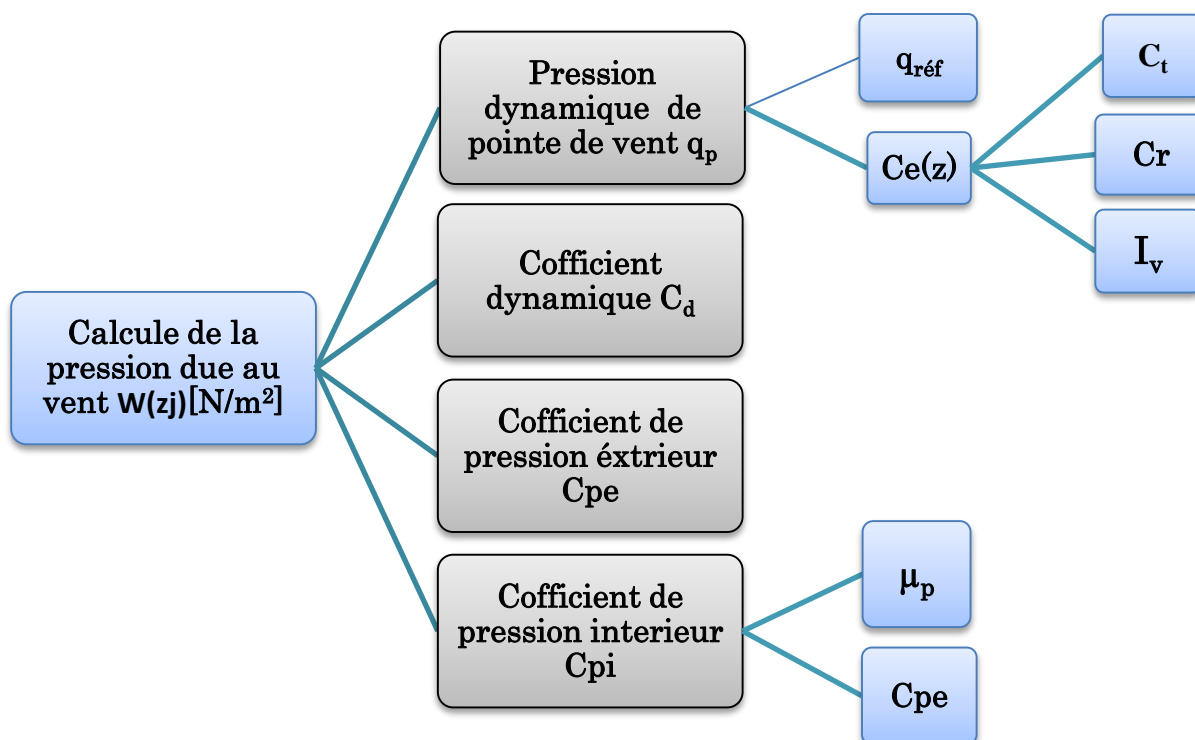 Calcule de la
pression due au
vent W(zj)[N/m²]
Pression
dynamique de
pointe de vent qp
qréf
Ce(z)
Ct
Cr
Iv
Cofficient
dynamique Cd
Cofficient de
pression éxtrieur
Cpe
Cofficient de
pression interieur
Cpi
μp
Cpe